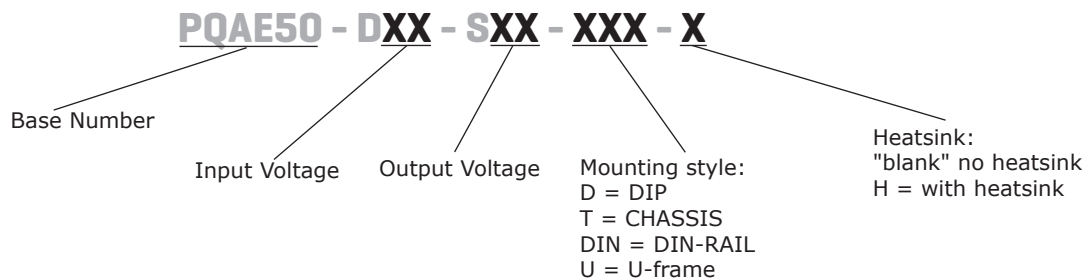 PQAE50 - DXX - SXX - XXX - X
Base Number
Input Voltage
Output Voltage
Mounting style:
D = DIP
T = CHASSIS
DIN = DIN-RAIL
U = U-frame
Heatsink:
"blank" no heatsink
H = with heatsink